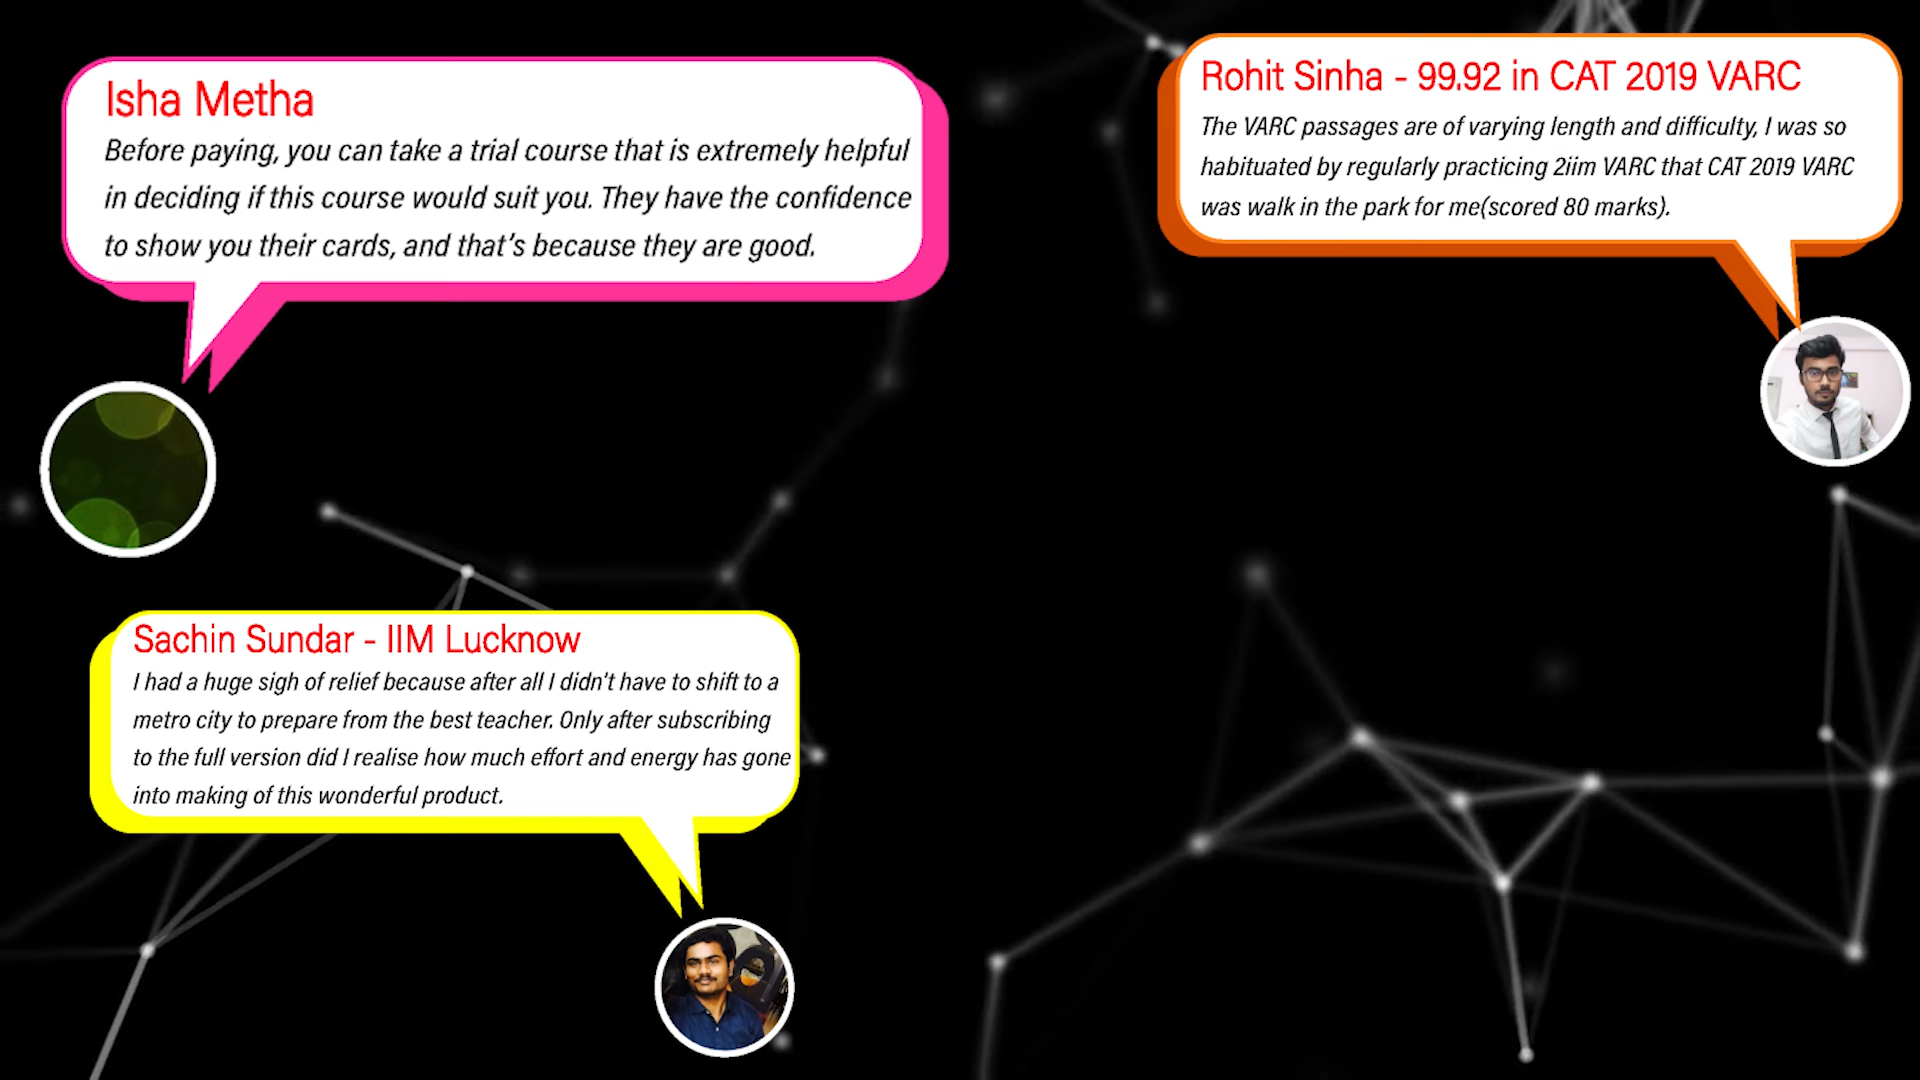 Isha Metha
Before paying, you can take a trial course that is extremely helpful
in deciding if this course would suit you. They have the confidence
to show you their cards, and that's because they are good.
Rohit Sinha - 99.92 in CAT 2019 VARC
The VARC passages are of varying length and difficulty, I was so
habituated by regularly practicing 2iim VARC that CAT 2019 VARC
was walk in the park for me(scored 80 marks).
Sachin Sundar - IIM Lucknow
I had a huge sigh of relief because after all I didn't have to shift to a
metro city to prepare from the best teacher. Only after subscribing
to the full version did I realise how much effort and energy has gone
into making of this wonderful product.